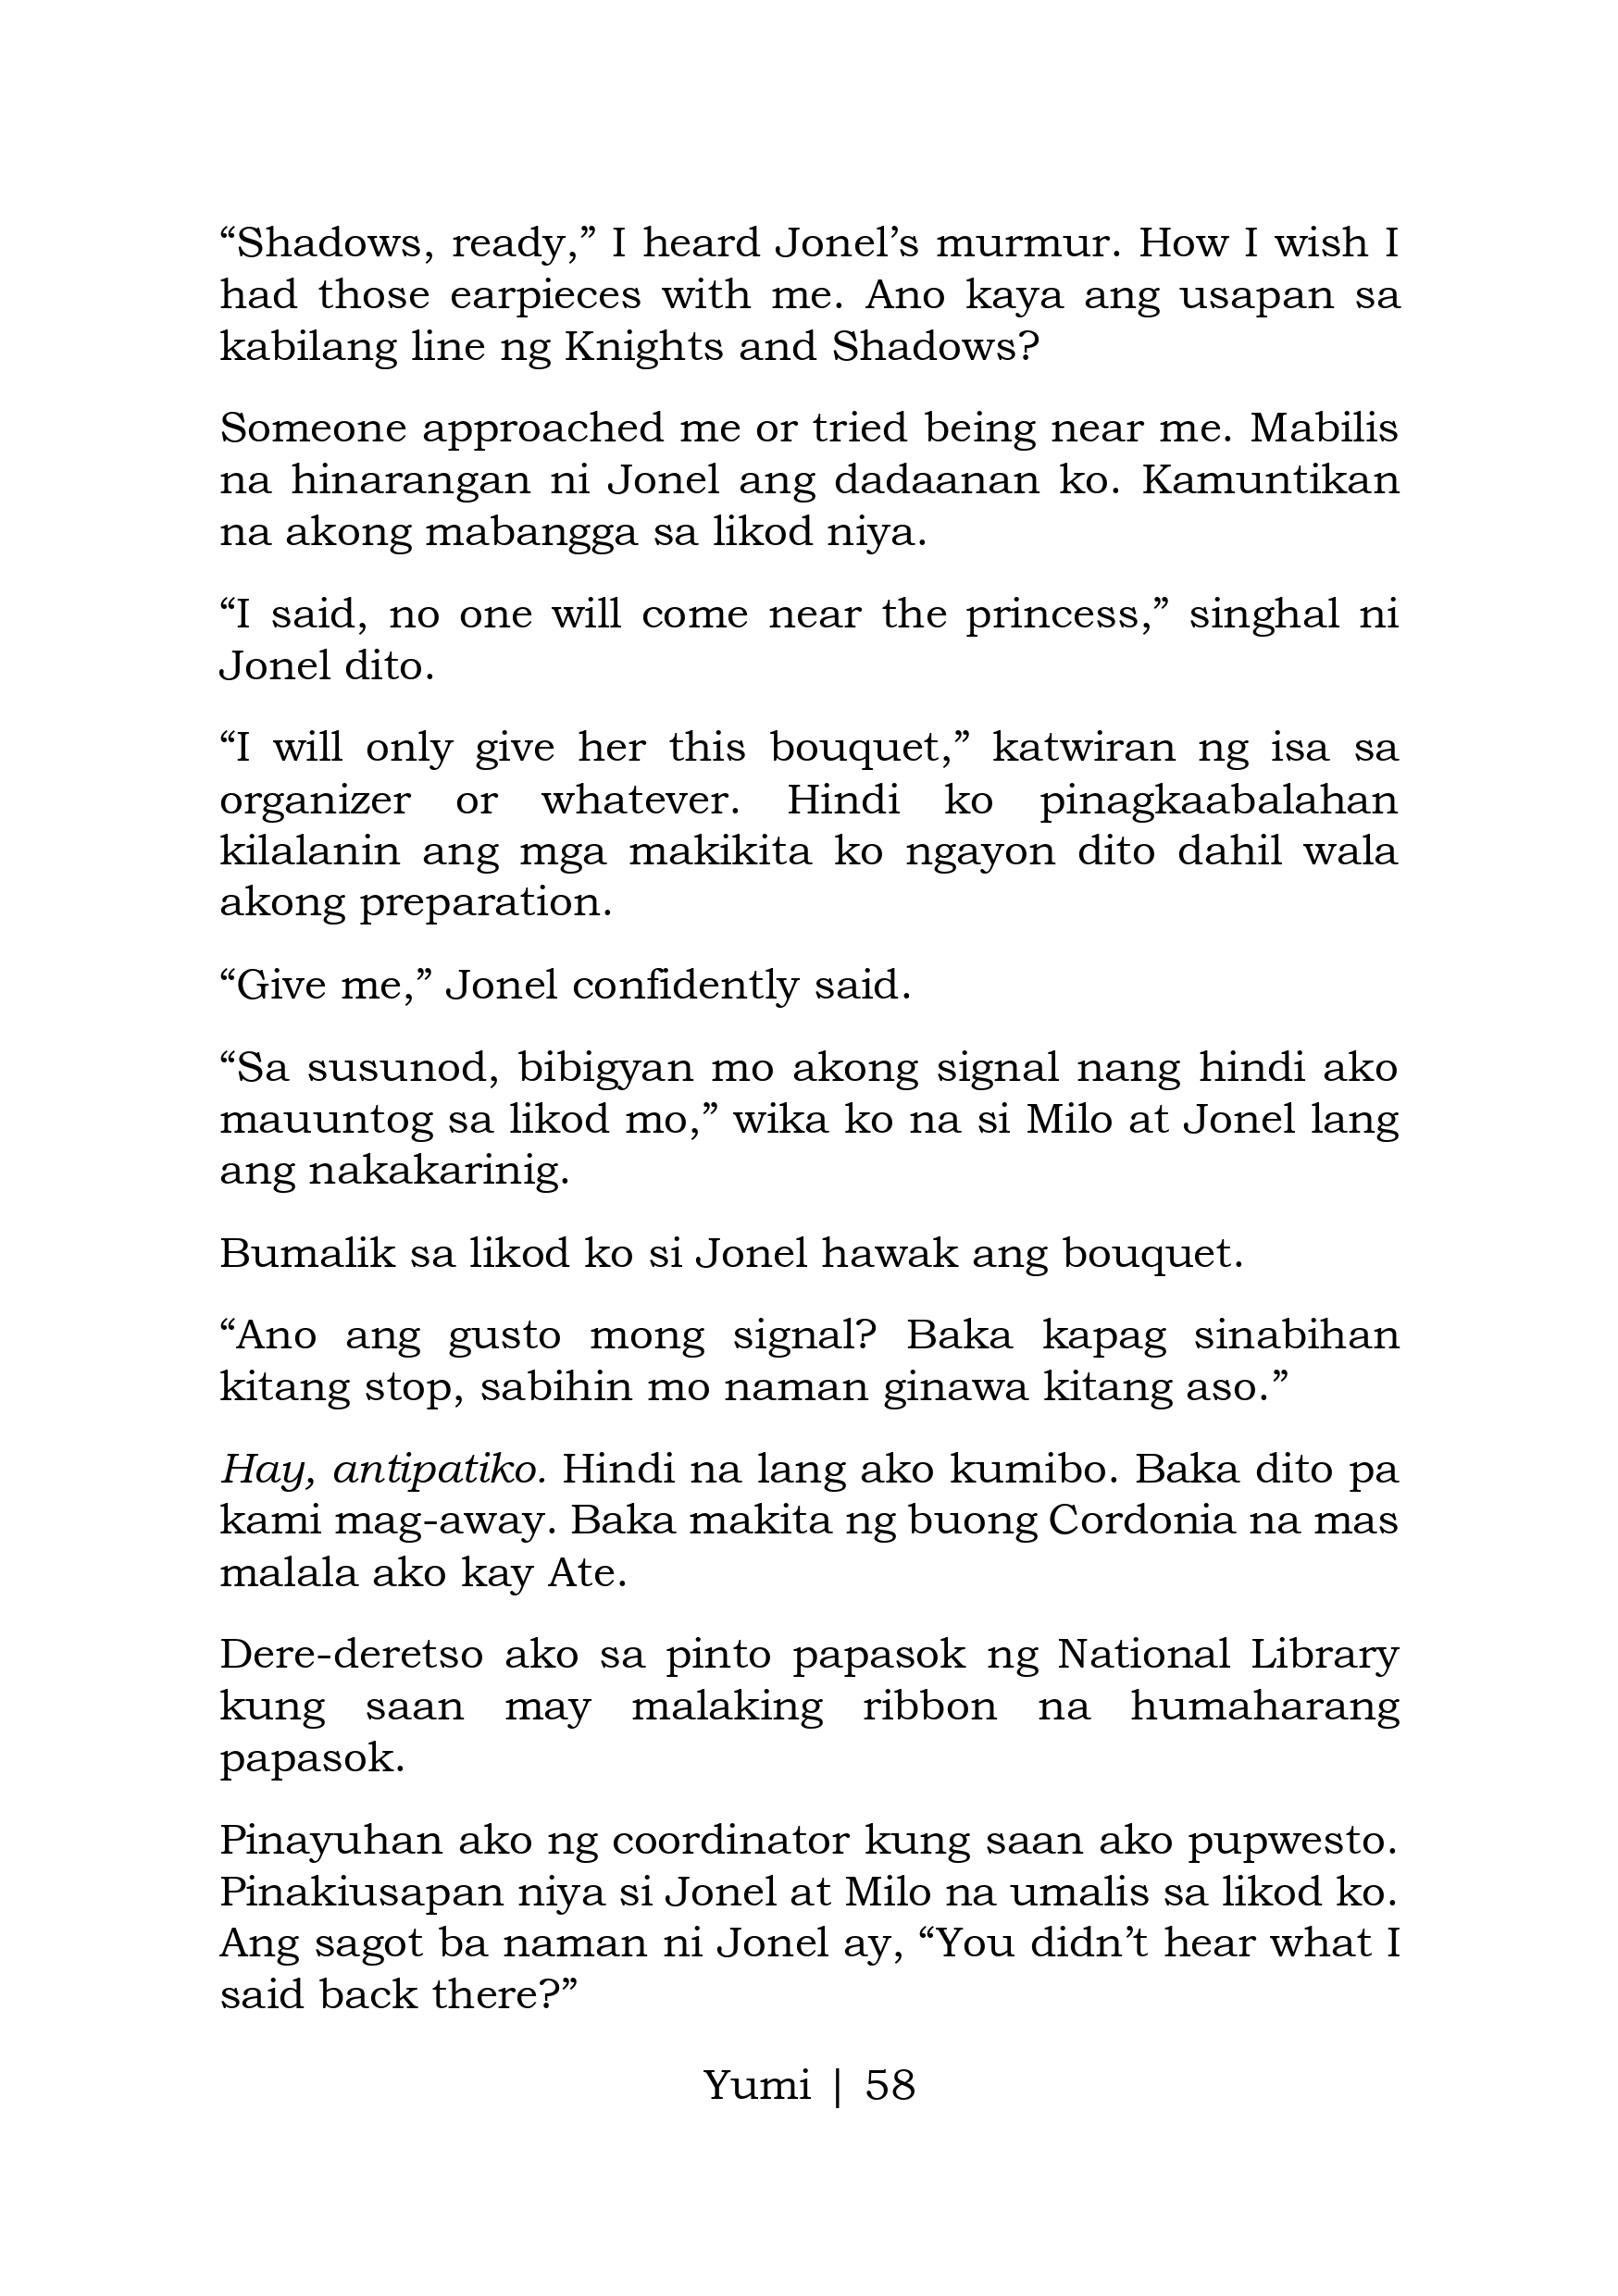 “Shadows, ready,” I heard Jonel’s murmur. How I wish I
had those earpieces with me. Ano kaya ang usapan sa
kabilang line ng Knights and Shadows?
Someone approached me or tried being near me. Mabilis
na hinarangan ni Jonel ang dadaanan ko. Kamuntikan
na akong mabangga sa likod niya.
“I said, no one will come near the princess,” singhal ni
Jonel dito.
“I will only give her this bouquet,” katwiran ng isa sa
organizer or whatever. Hindi ko pinagkaabalahan
kilalanin ang mga makikita ko ngayon dito dahil wala
akong preparation.
“Give me,” Jonel confidently said.
“Sa susunod, bibigyan mo akong signal nang hindi ako
mauuntog sa likod mo,” wika ko na si Milo at Jonel lang
ang nakakarinig.
Bumalik sa likod ko si Jonel hawak ang bouquet.
“Ano ang gusto mong signal? Baka kapag sinabihan
kitang stop, sabihin mo naman ginawa kitang aso.”
Hay, antipatiko. Hindi na lang ako kumibo. Baka dito pa
kami mag-away. Baka makita ng buong Cordonia na mas
malala ako kay Ate.
Dere-deretso ako sa pinto papasok ng National Library
kung saan may malaking ribbon na humaharang
papasok.
Pinayuhan ako ng coordinator kung saan ako pupwesto.
Pinakiusapan niya si Jonel at Milo na umalis sa likod ko.
Ang sagot ba naman ni Jonel ay, “You didn’t hear what I
said back there?”
Yumi | 58